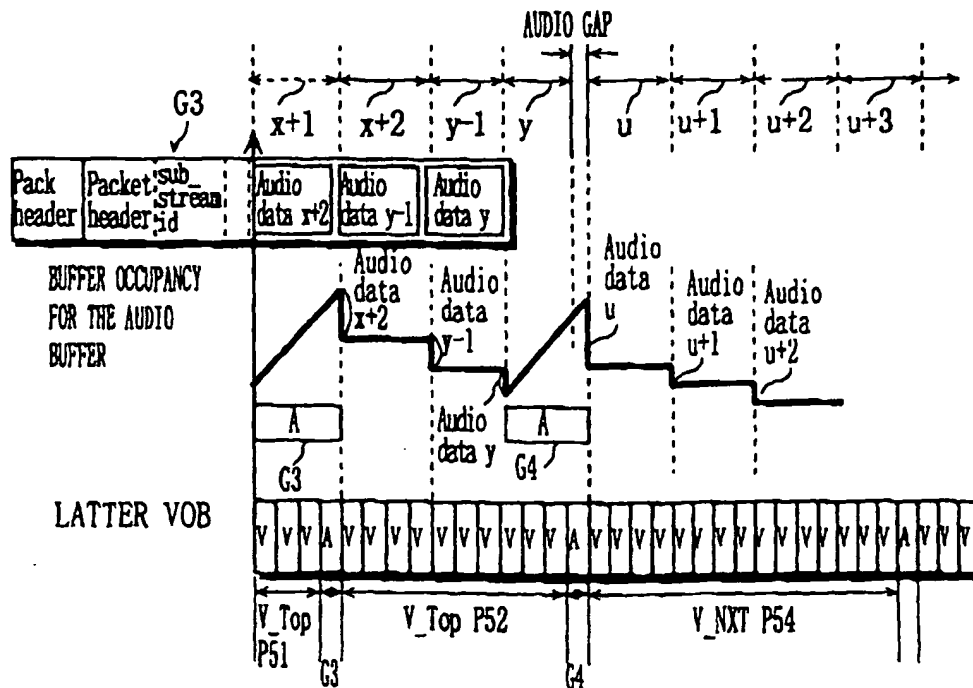 AUDIO GAP
x+1 x+2 y-1 y u u+1 u+2 u+3
G3
Pack header
Packet header
sub_stream id
Audio data x+2
Audio data y-1
Audio data y
BUFFER OCCUPANCY
FOR THE AUDIO
BUFFER
Audio data x+2
Audio data y-1
Audio data y
Audio data u
Audio data u+1
Audio data u+2
A
G3
A
G4
LATTER VOB
V V V A V V V V V V V V V V V A V V V V V V V V V V V V V V V A V V V
V_Top P51
G3
V_Top P52
G4
V_NXT P54